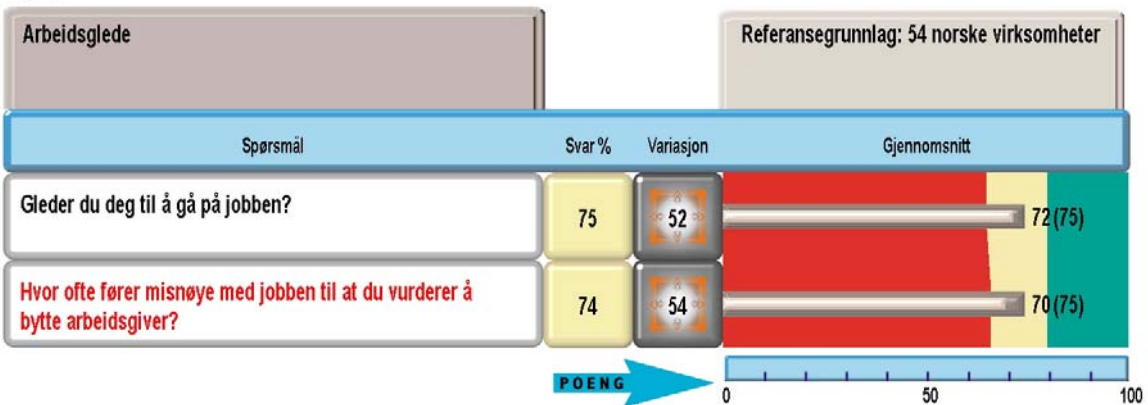 Arbeidsglede
Referansegrunnlag: 54 norske virksomheter
Spørsmål Svar % Variasjon Gjennomsnitt
Gleder du deg til å gå på jobben? 75 52 72 (75)
Hvor ofte fører misnøye med jobben til at du vurderer å
bytte arbeidsgiver? 74 54 70 (75)
POENG
0 50 100